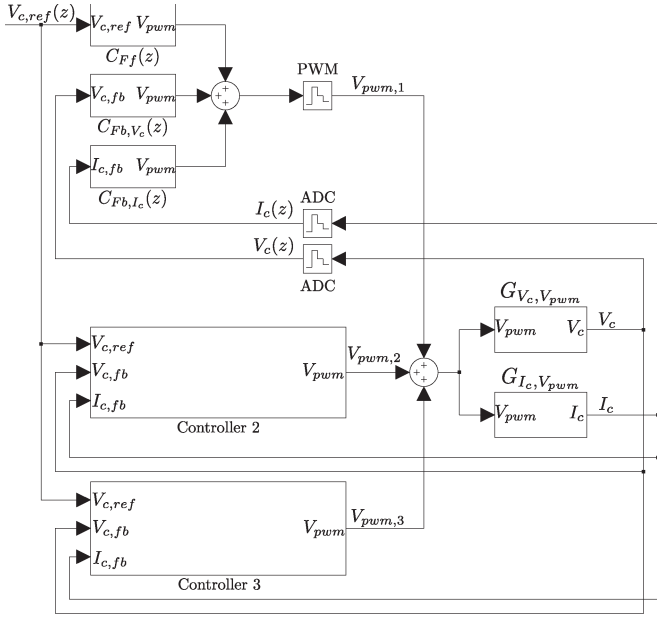 V_{c,ref}(z)
V_{c,ref} V_{pwm}
C_{Ff}(z)
V_{c,fb} V_{pwm}
C_{Fb,V_c}(z)
I_{c,fb} V_{pwm}
C_{Fb,I_c}(z)
+
+
+
PWM
V_{pwm,1}
ADC
I_c(z)
V_c(z)
ADC
V_{c,ref}
V_{c,fb}
I_{c,fb}
V_{pwm}
Controller 2
V_{pwm,2}
+
+
+
G_{V_c,V_{pwm}}
V_{pwm} V_c
V_c
G_{I_c,V_{pwm}}
V_{pwm} I_c
I_c
V_{c,ref}
V_{c,fb}
I_{c,fb}
V_{pwm}
Controller 3
V_{pwm,3}